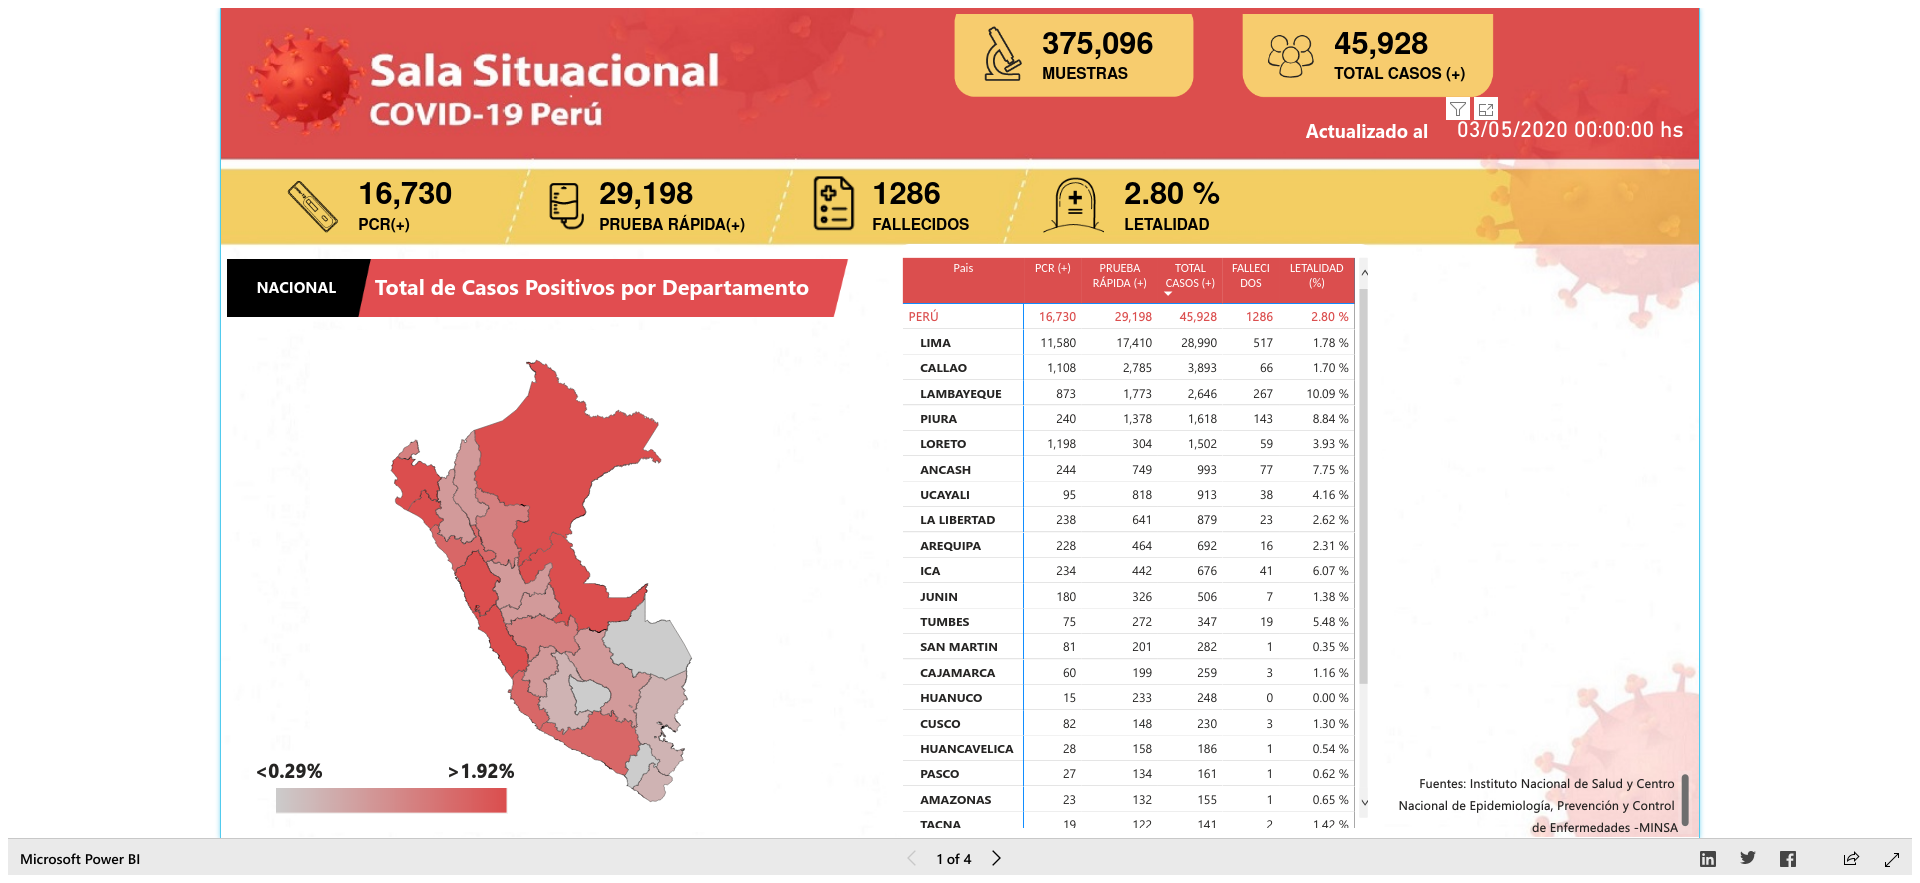 Sala Situacional
COVID-19 Perú
375,096
MUESTRAS
45,928
TOTAL CASOS (+)
Actualizado al 03/05/2020 00:00:00 hs
16,730
PCR(+)
29,198
PRUEBA RÁPIDA(+)
1286
FALLECIDOS
2.80 %
LETALIDAD
NACIONAL Total de Casos Positivos por Departamento
<0.29% >1.92%
Pais PCR (+) PRUEBA RÁPIDA (+) TOTAL CASOS (+) FALLECI DOS LETALIDAD (%)
PERÚ 16,730 29,198 45,928 1286 2.80 %
LIMA 11,580 17,410 28,990 517 1.78 %
CALLAO 1,108 2,785 3,893 66 1.70 %
LAMBAYEQUE 873 1,773 2,646 267 10.09 %
PIURA 240 1,378 1,618 143 8.84 %
LORETO 1,198 304 1,502 59 3.93 %
ANCASH 244 749 993 77 7.75 %
UCAYALI 95 818 913 38 4.16 %
LA LIBERTAD 238 641 879 23 2.62 %
AREQUIPA 228 464 692 16 2.31 %
ICA 234 442 676 41 6.07 %
JUNIN 180 326 506 7 1.38 %
TUMBES 75 272 347 19 5.48 %
SAN MARTIN 81 201 282 1 0.35 %
CAJAMARCA 60 199 259 3 1.16 %
HUANUCO 15 233 248 0 0.00 %
CUSCO 82 148 230 3 1.30 %
HUANCAVELICA 28 158 186 1 0.54 %
PASCO 27 134 161 1 0.62 %
AMAZONAS 23 132 155 1 0.65 %
TACNA 19 122 141 2 1.42 %
Fuentes: Instituto Nacional de Salud y Centro
Nacional de Epidemiología, Prevención y Control
de Enfermedades -MINSA
Microsoft Power BI
1 of 4